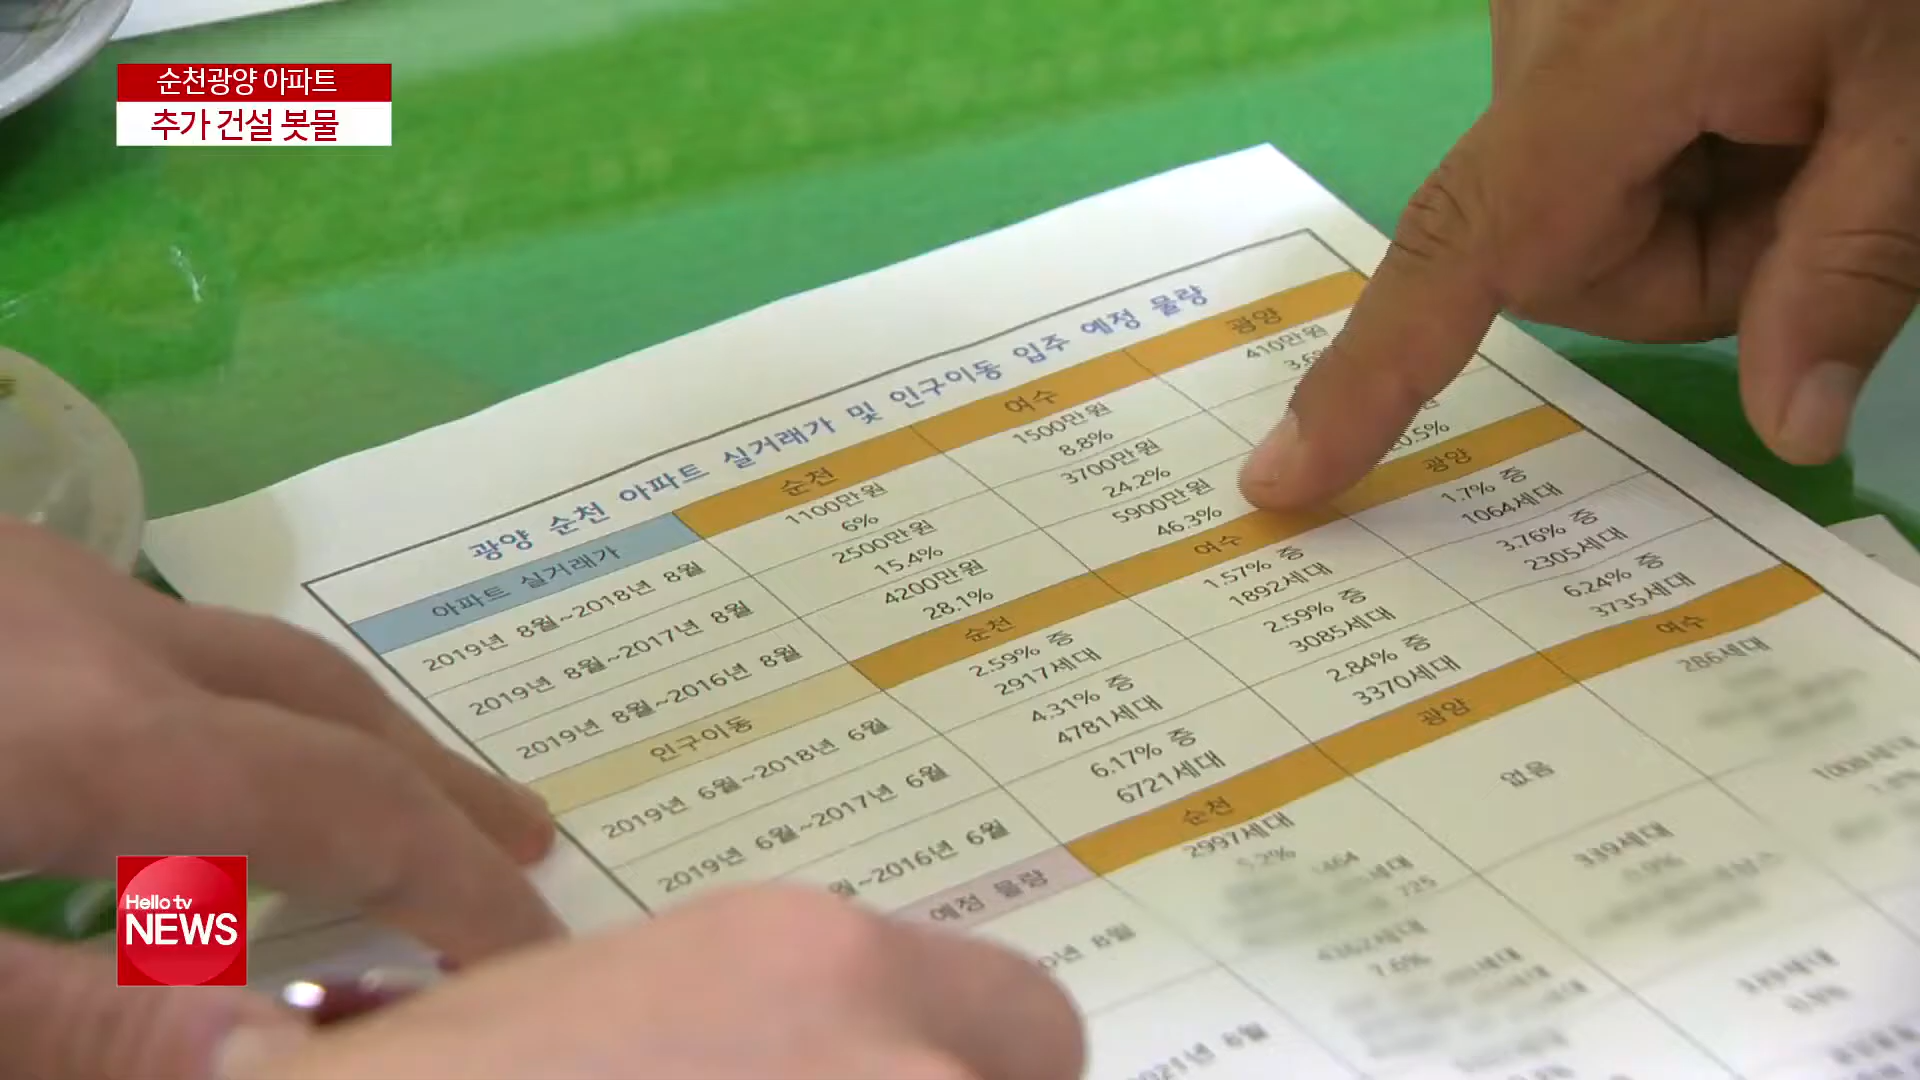 순천광양 아파트
추가 건설 봇물
광양 순천 아파트 실거래가 및 인구이동 입주 예정 물량
아파트 실거래가 순천 여수 광양
2019년 8월~2018년 8월 1100만원 1500만원 410만원
6% 8.8%
2019년 8월~2017년 8월 2500만원 3700만원
15.4% 24.2%
2019년 8월~2016년 8월 4200만원 5900만원
28.1% 46.3%
인구이동 순천 여수 광양
2019년 6월~2018년 6월 2.59% 증 1.57% 증 1.7% 증
2917세대 1892세대 1064세대
2019년 6월~2017년 6월 4.31% 증 2.59% 증 3.76% 증
4781세대 3085세대 2305세대
월~2016년 6월 6.17% 증 2.84% 증 6.24% 증
6721세대 3370세대 3735세대
예정 물량 순천 광양 여수
년 8월 2997세대 없음 286세대
5.2%
339세대
4362세대
7.6%
Hello tv
NEWS